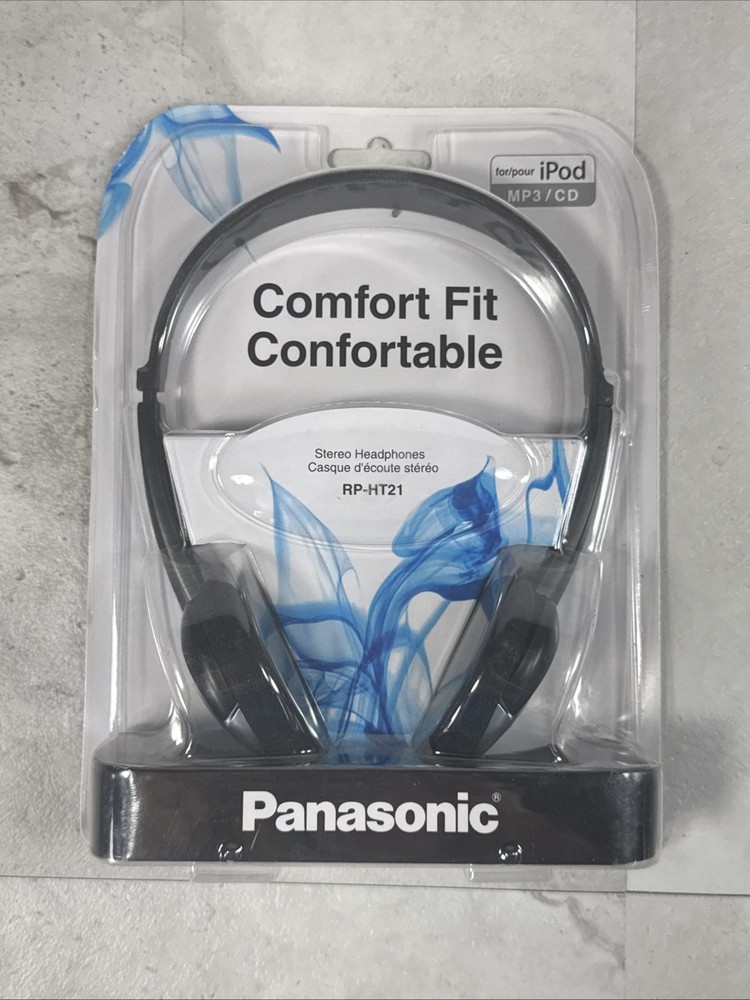 for/pour iPod
MP3/CD
Comfort Fit
Confortable
Stereo Headphones
Casque d'écoute stéréo
RP-HT21
Panasonic®